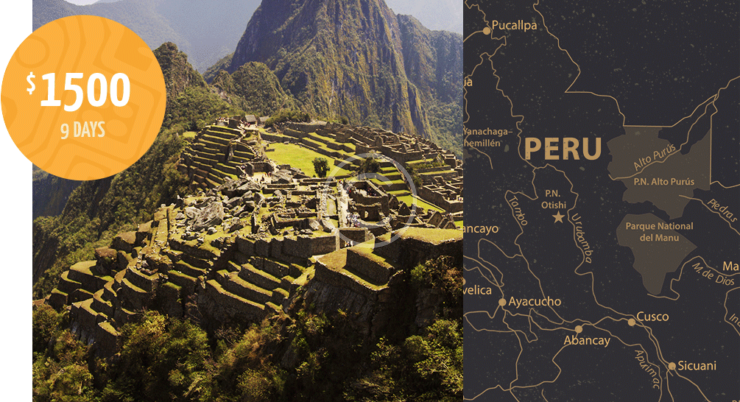 $1500
9 DAYS
Pucallpa
Yanachaga-
hemillén
PERU
Alto Purús
P.N. Alto Purús
P.N.
Otishi
Tambo
Urubamba
Piedras
Parque National
del Manu
ancayo
M. de Dios
Ma
velica
Ayacucho
Cusco
Abancay
Apurimac
Sicuani